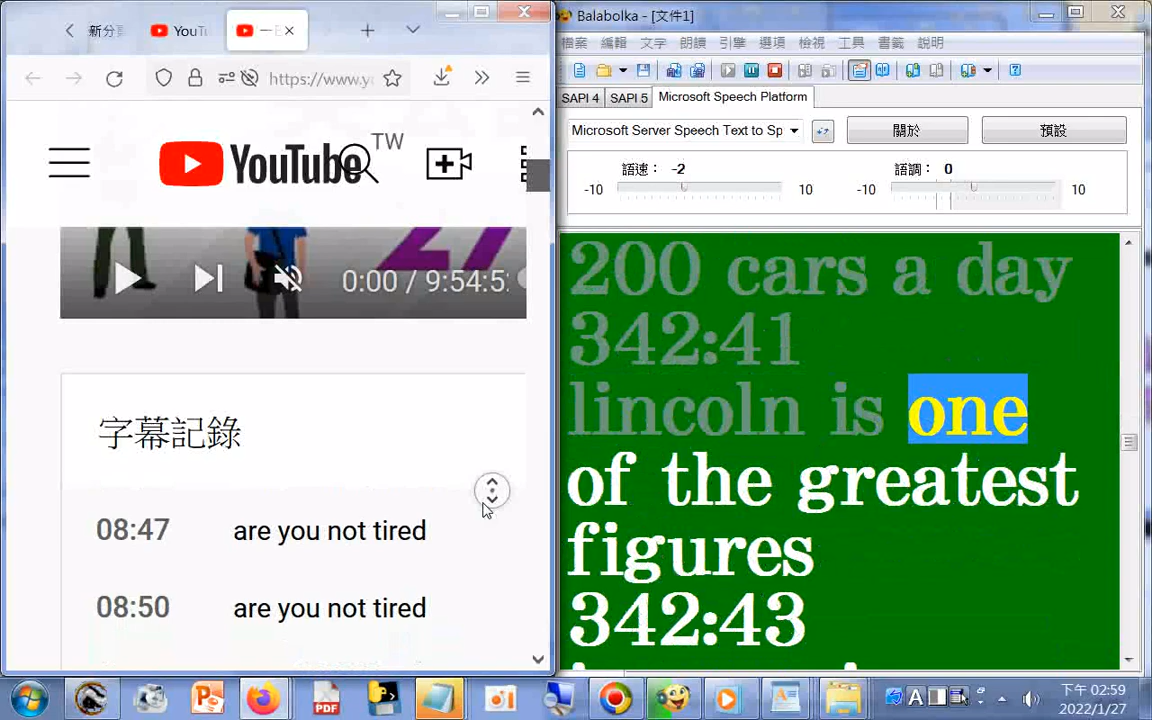 新分
YouTu
一 E
https://www.yo
TW
YouTube
27
0:00 / 9:54:5
字幕記錄
08:47 are you not tired
08:50 are you not tired
Balabolka - [文件1]
檔案 編輯 文字 朗讀 引擎 選項 檢視 工具 書籤 說明
SAPI 4 SAPI 5 Microsoft Speech Platform
Microsoft Server Speech Text to Sp 關於 預設
語速： -2 語調： 0
-10 10 -10 10
200 cars a day
342:41
lincoln is one
of the greatest
figures
342:43
PDF
A
下午 02:59
2022/1/27